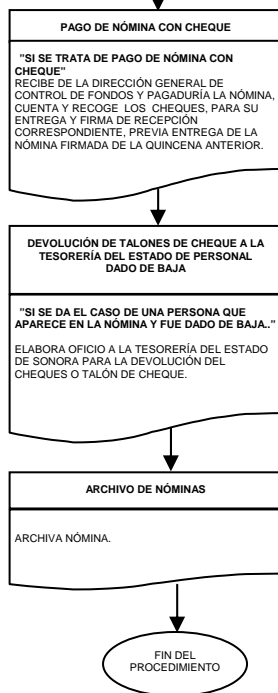 PAGO DE NÓMINA CON CHEQUE
"SI SE TRATA DE PAGO DE NÓMINA CON
CHEQUE"
RECIBE DE LA DIRECCIÓN GENERAL DE
CONTROL DE FONDOS Y PAGADURÍA LA NÓMINA,
CUENTA Y RECOGE LOS CHEQUES, PARA SU
ENTREGA Y FIRMA DE RECEPCIÓN
CORRESPONDIENTE, PREVIA ENTREGA DE LA
NÓMINA FIRMADA DE LA QUINCENA ANTERIOR.
DEVOLUCIÓN DE TALONES DE CHEQUE A LA
TESORERÍA DEL ESTADO DE PERSONAL
DADO DE BAJA
"SI SE DA EL CASO DE UNA PERSONA QUE
APARECE EN LA NÓMINA Y FUE DADO DE BAJA.."
ELABORA OFICIO A LA TESORERÍA DEL ESTADO
DE SONORA PARA LA DEVOLUCIÓN DEL
CHEQUES O TALÓN DE CHEQUE.
ARCHIVO DE NÓMINAS
ARCHIVA NÓMINA.
FIN DEL
PROCEDIMIENTO